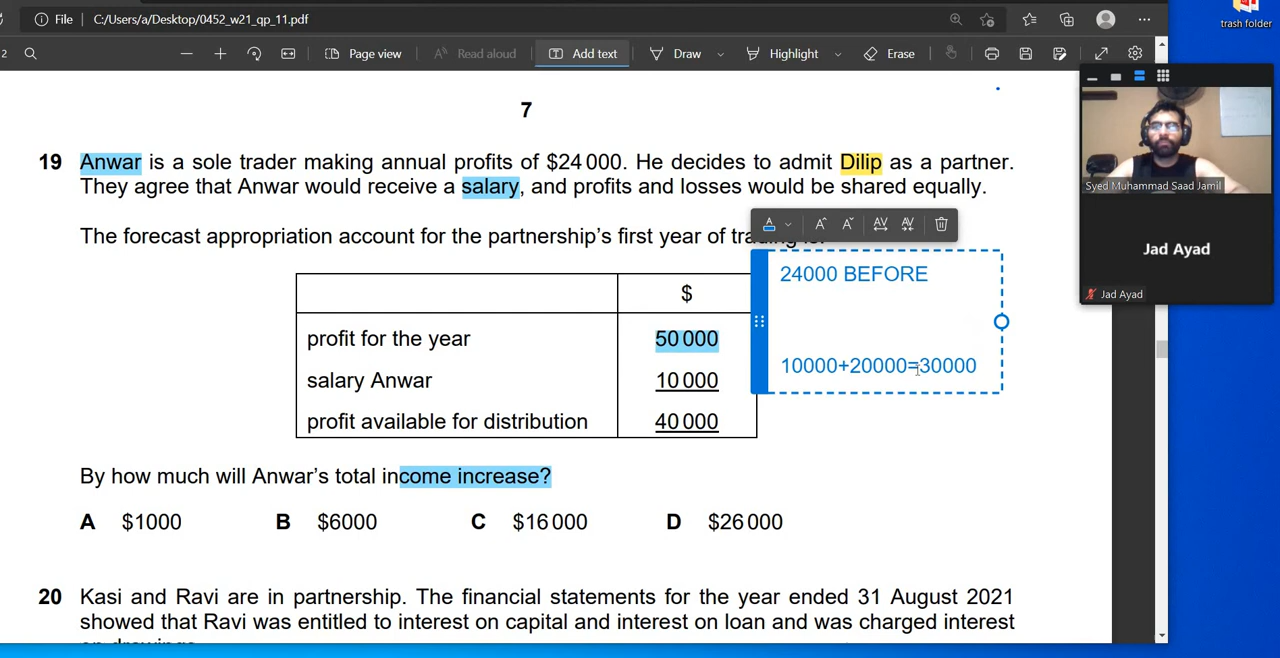 File
C:/Users/a/Desktop/0452_w21_qp_11.pdf
trash folder
2
Page view
Read aloud
Add text
Draw
Highlight
Erase
7
19 Anwar is a sole trader making annual profits of $24 000. He decides to admit Dilip as a partner.
They agree that Anwar would receive a salary, and profits and losses would be shared equally.
The forecast appropriation account for the partnership's first year of trading is:
24000 BEFORE
$
profit for the year 50 000
10000+20000=30000
salary Anwar 10 000
profit available for distribution 40 000
By how much will Anwar's total income increase?
A $1000 B $6000 C $16 000 D $26 000
20 Kasi and Ravi are in partnership. The financial statements for the year ended 31 August 2021
showed that Ravi was entitled to interest on capital and interest on loan and was charged interest
Syed Muhammad Saad Jamil
Jad Ayad
Jad Ayad